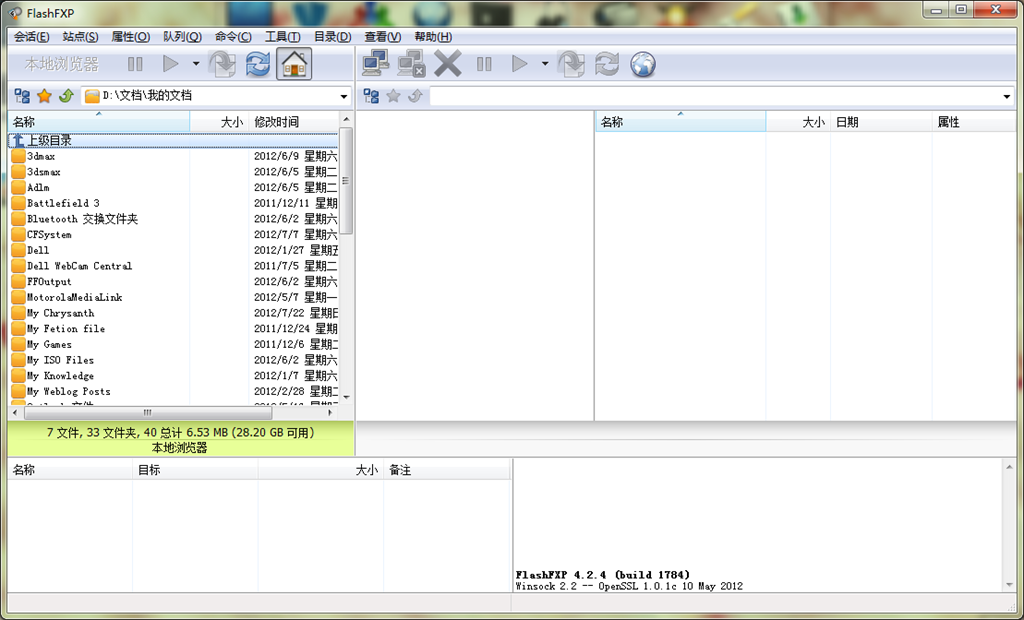 FlashFXP
会话(E) 站点(S) 属性(O) 队列(Q) 命令(C) 工具(T) 目录(D) 查看(V) 帮助(H)
本地浏览器
D:\文档\我的文档
名称 大小 修改时间
名称 大小 日期 属性
上级目录
3dmax 2012/6/9 星期六
3dsmax 2012/6/5 星期二
Adlm 2012/6/5 星期二
Battlefield 3 2011/12/11 星期
Bluetooth 交换文件夹 2012/6/2 星期六
CFSystem 2012/7/7 星期六
Dell 2012/1/27 星期五
Dell WebCam Central 2011/7/5 星期二
FFOutput 2012/6/2 星期六
MotorolaMediaLink 2012/5/7 星期一
My Chrysanth 2012/7/22 星期日
My Fetion file 2011/12/24 星期
My Games 2011/12/6 星期二
My ISO Files 2012/6/2 星期六
My Knowledge 2012/1/7 星期六
My Weblog Posts 2012/2/28 星期二
7 文件, 33 文件夹, 40 总计 6.53 MB (28.20 GB 可用)
本地浏览器
名称 目标 大小 备注
FlashFXP 4.2.4 (build 1784)
Winsock 2.2 -- OpenSSL 1.0.1c 10 May 2012